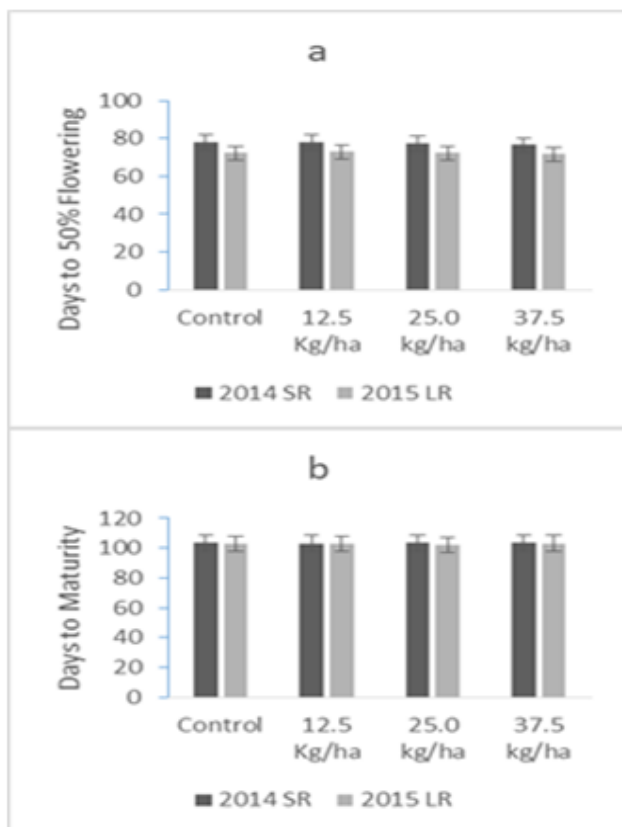 a
Days to 50% Flowering
100
80
60
40
20
0
Control
12.5 Kg/ha
25.0 kg/ha
37.5 kg/ha
2014 SR
2015 LR
b
Days to Maturity
120
100
80
60
40
20
0
Control
12.5 Kg/ha
25.0 kg/ha
37.5 kg/ha
2014 SR
2015 LR